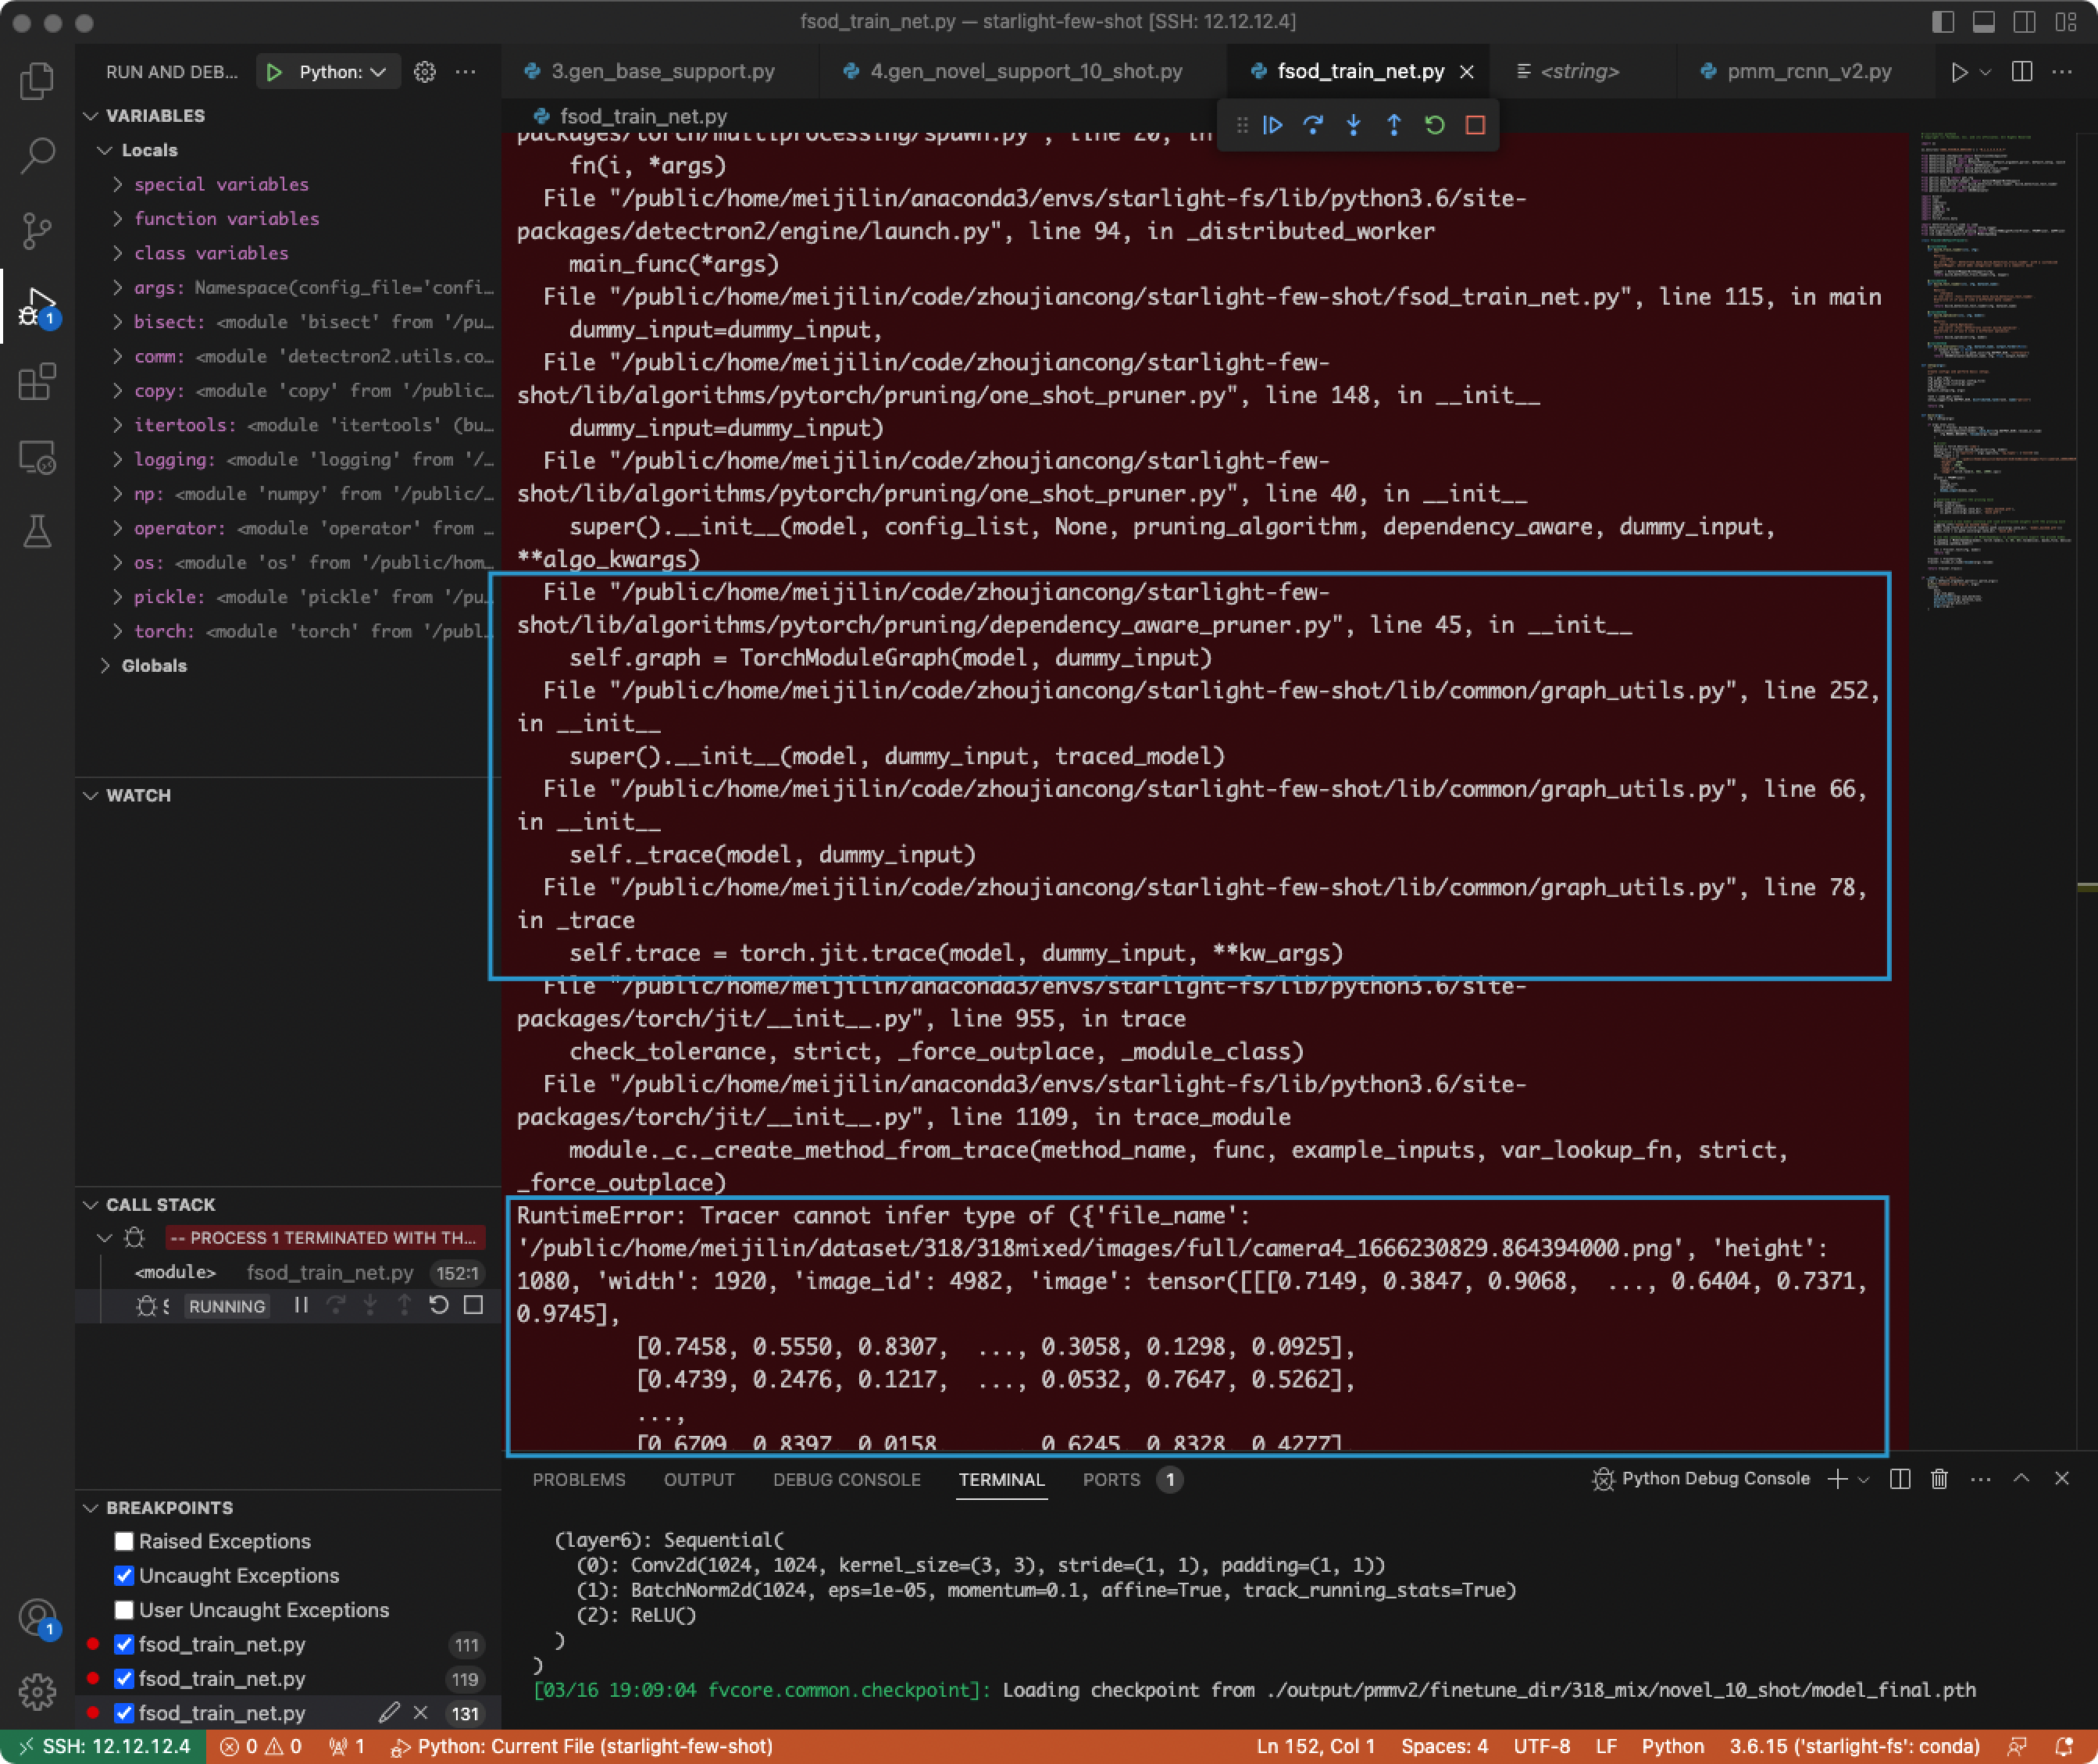 fsod_train_net.py — starlight-few-shot [SSH: 12.12.12.4]
RUN AND DEB... Python:
3.gen_base_support.py
4.gen_novel_support_10_shot.py
fsod_train_net.py
<string>
pmm_rcnn_v2.py
VARIABLES
Locals
special variables
function variables
class variables
args: Namespace(config_file='confi...
bisect: <module 'bisect' from '/pu...
comm: <module 'detectron2.utils.co...
copy: <module 'copy' from '/public...
itertools: <module 'itertools' (bu...
logging: <module 'logging' from '/...
np: <module 'numpy' from '/public/...
operator: <module 'operator' from ...
os: <module 'os' from '/public/hom...
pickle: <module 'pickle' from '/pu...
torch: <module 'torch' from '/publ...
Globals
WATCH
CALL STACK
-- PROCESS 1 TERMINATED WITH TH...
<module> fsod_train_net.py 152:1
RUNNING
BREAKPOINTS
Raised Exceptions
Uncaught Exceptions
User Uncaught Exceptions
fsod_train_net.py 111
fsod_train_net.py 119
fsod_train_net.py 131
1
1
fsod_train_net.py
packages/torch/multiprocessing/spawn.py", line 20, in
fn(i, *args)
File "/public/home/meijilin/anaconda3/envs/starlight-fs/lib/python3.6/site-
packages/detectron2/engine/launch.py", line 94, in _distributed_worker
main_func(*args)
File "/public/home/meijilin/code/zhoujiancong/starlight-few-shot/fsod_train_net.py", line 115, in main
dummy_input=dummy_input,
File "/public/home/meijilin/code/zhoujiancong/starlight-few-
shot/lib/algorithms/pytorch/pruning/one_shot_pruner.py", line 148, in __init__
dummy_input=dummy_input)
File "/public/home/meijilin/code/zhoujiancong/starlight-few-
shot/lib/algorithms/pytorch/pruning/one_shot_pruner.py", line 40, in __init__
super().__init__(model, config_list, None, pruning_algorithm, dependency_aware, dummy_input,
**algo_kwargs)
File "/public/home/meijilin/code/zhoujiancong/starlight-few-
shot/lib/algorithms/pytorch/pruning/dependency_aware_pruner.py", line 45, in __init__
self.graph = TorchModuleGraph(model, dummy_input)
File "/public/home/meijilin/code/zhoujiancong/starlight-few-shot/lib/common/graph_utils.py", line 252,
in __init__
super().__init__(model, dummy_input, traced_model)
File "/public/home/meijilin/code/zhoujiancong/starlight-few-shot/lib/common/graph_utils.py", line 66,
in __init__
self._trace(model, dummy_input)
File "/public/home/meijilin/code/zhoujiancong/starlight-few-shot/lib/common/graph_utils.py", line 78,
in _trace
self.trace = torch.jit.trace(model, dummy_input, **kw_args)
File "/public/home/meijilin/anaconda3/envs/starlight-fs/lib/python3.6/site-
packages/torch/jit/__init__.py", line 955, in trace
check_tolerance, strict, _force_outplace, _module_class)
File "/public/home/meijilin/anaconda3/envs/starlight-fs/lib/python3.6/site-
packages/torch/jit/__init__.py", line 1109, in trace_module
module._c._create_method_from_trace(method_name, func, example_inputs, var_lookup_fn, strict,
_force_outplace)
RuntimeError: Tracer cannot infer type of ({'file_name':
'/public/home/meijilin/dataset/318/318mixed/images/full/camera4_1666230829.864394000.png', 'height':
1080, 'width': 1920, 'image_id': 4982, 'image': tensor([[[0.7149, 0.3847, 0.9068, ..., 0.6404, 0.7371,
0.9745],
[0.7458, 0.5550, 0.8307, ..., 0.3058, 0.1298, 0.0925],
[0.4739, 0.2476, 0.1217, ..., 0.0532, 0.7647, 0.5262],
...,
[0.6709, 0.8397, 0.0158, ..., 0.6245, 0.8328, 0.4277],
PROBLEMS OUTPUT DEBUG CONSOLE TERMINAL PORTS 1
Python Debug Console
(layer6): Sequential(
(0): Conv2d(1024, 1024, kernel_size=(3, 3), stride=(1, 1), padding=(1, 1))
(1): BatchNorm2d(1024, eps=1e-05, momentum=0.1, affine=True, track_running_stats=True)
(2): ReLU()
)
)
[03/16 19:09:04 fvcore.common.checkpoint]: Loading checkpoint from ./output/pmmv2/finetune_dir/318_mix/novel_10_shot/model_final.pth
SSH: 12.12.12.4 0 0 1 Python: Current File (starlight-few-shot) Ln 152, Col 1 Spaces: 4 UTF-8 LF Python 3.6.15 ('starlight-fs': conda)